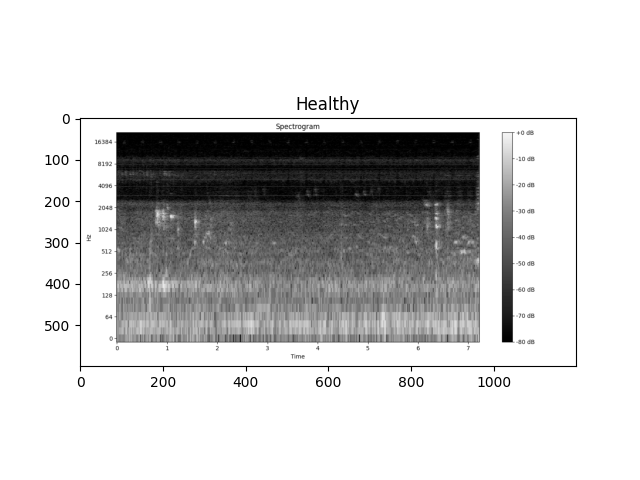 Healthy
Spectrogram
0
100
200
300
400
500
16384
8192
4096
2048
1024
512
256
128
64
0
Hz
+0 dB
-10 dB
-20 dB
-30 dB
-40 dB
-50 dB
-60 dB
-70 dB
-80 dB
0 1 2 3 4 5 6 7
Time
0 200 400 600 800 1000